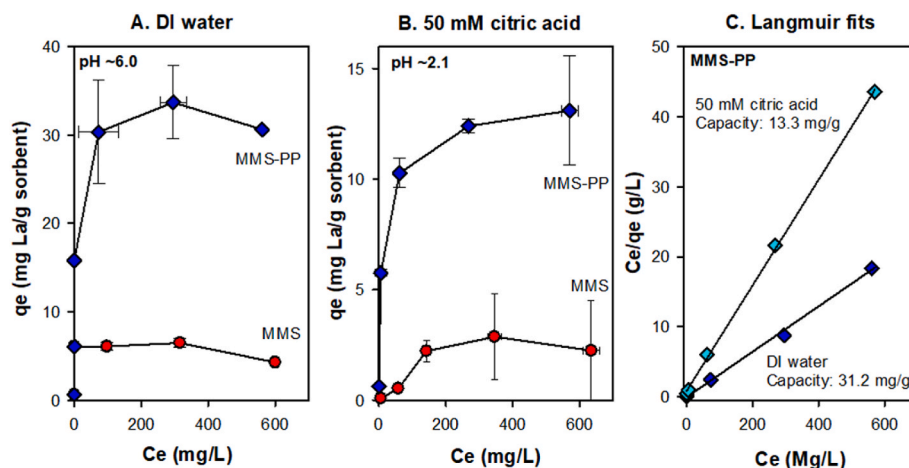 A. DI water
B. 50 mM citric acid
C. Langmuir fits
qe (mg La/g sorbent)
40
30
20
10
0
pH ~6.0
MMS-PP
MMS
0
200
400
600
Ce (mg/L)
qe (mg La/g sorbent)
15
10
5
0
pH ~2.1
MMS-PP
MMS
0
200
400
600
Ce (mg/L)
Ce/qe (g/L)
50
40
30
20
10
0
MMS-PP
50 mM citric acid
Capacity: 13.3 mg/g
DI water
Capacity: 31.2 mg/g
0
200
400
600
Ce (Mg/L)